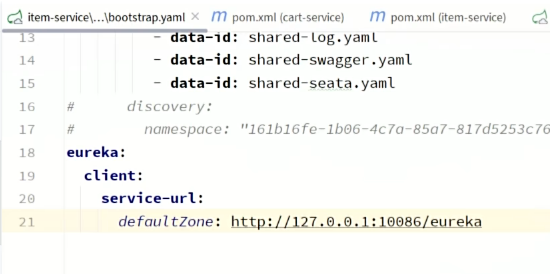 item-service\...\bootstrap.yaml × pom.xml (cart-service) pom.xml (item-service)
13 - data-id: shared-log.yaml
14 - data-id: shared-swagger.yaml
15 - data-id: shared-seata.yaml
16 # discovery:
17 # namespace: "161b16fe-1b06-4c7a-85a7-817d5253c76
18 eureka:
19 client:
20 service-url:
21 defaultZone: http://127.0.0.1:10086/eureka